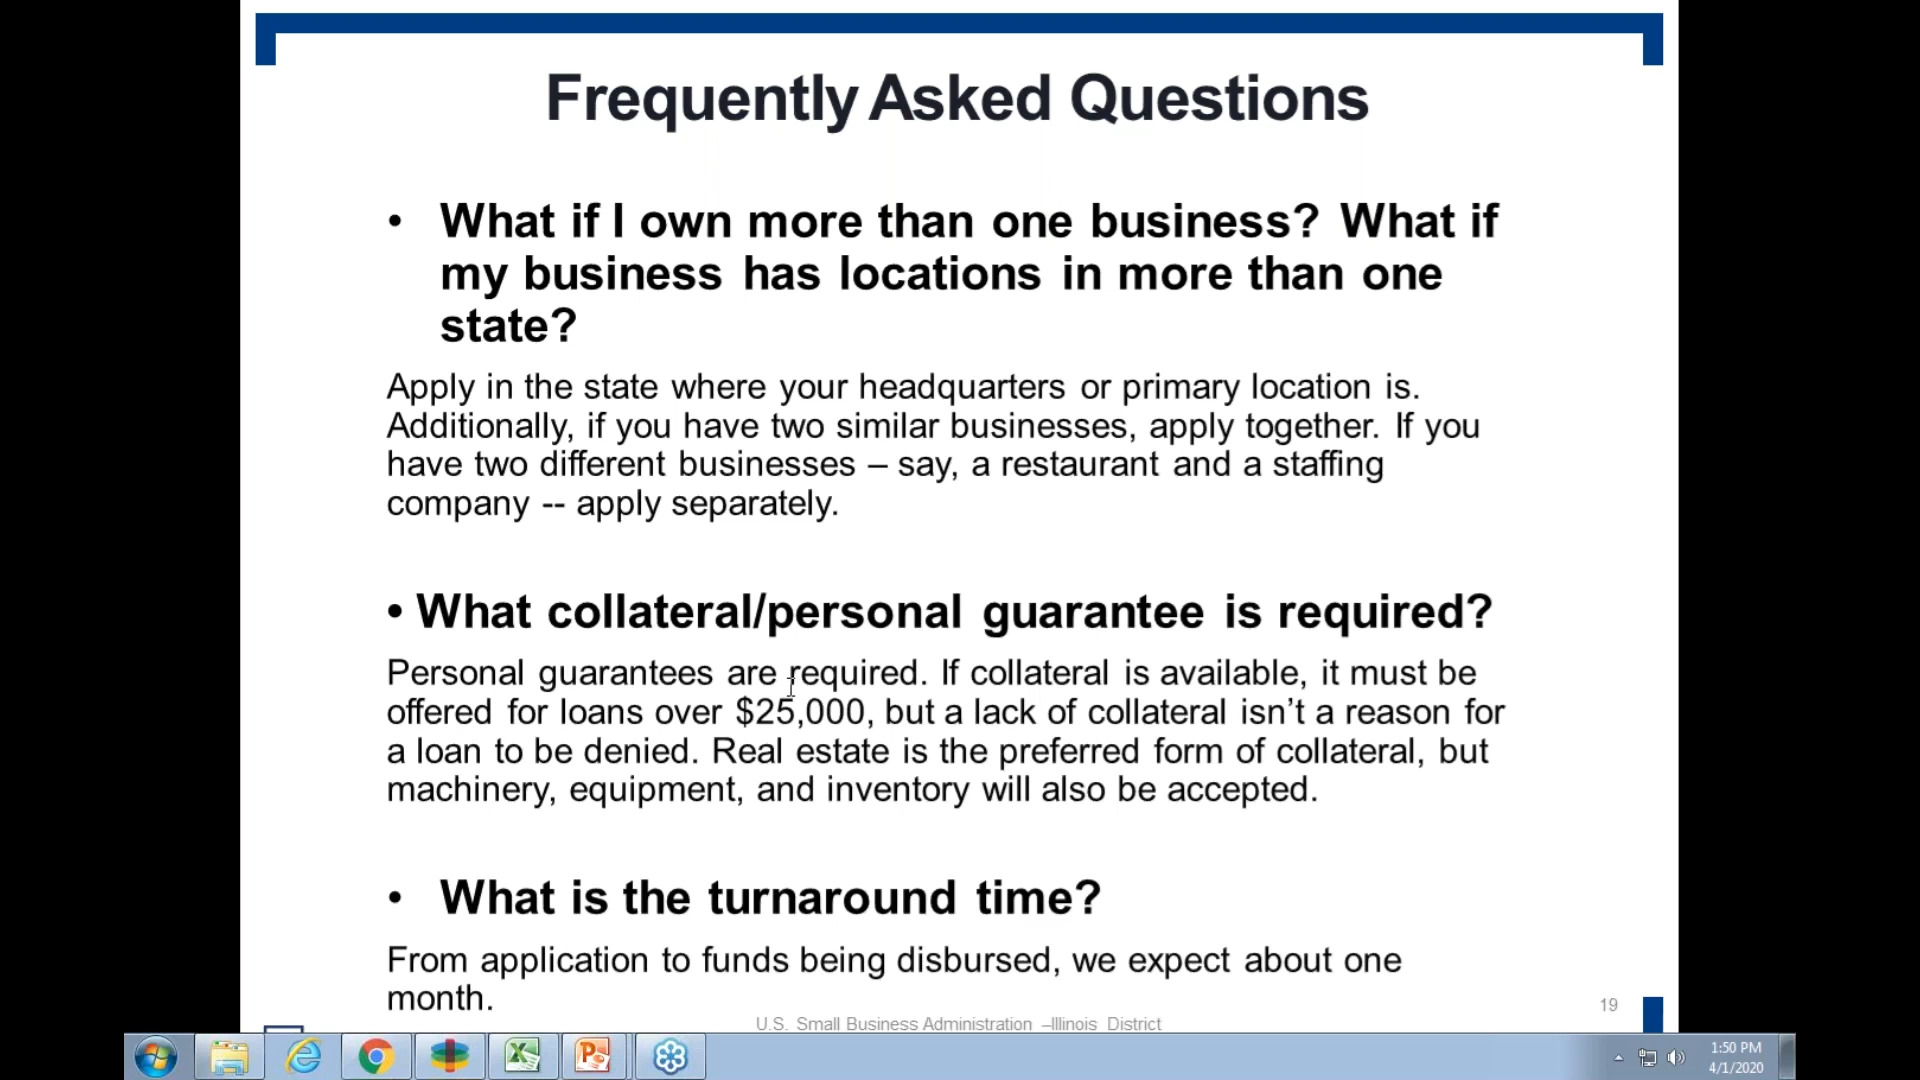 Frequently Asked Questions
• What if I own more than one business? What if
my business has locations in more than one
state?
Apply in the state where your headquarters or primary location is.
Additionally, if you have two similar businesses, apply together. If you
have two different businesses – say, a restaurant and a staffing
company -- apply separately.
• What collateral/personal guarantee is required?
Personal guarantees are required. If collateral is available, it must be
offered for loans over $25,000, but a lack of collateral isn’t a reason for
a loan to be denied. Real estate is the preferred form of collateral, but
machinery, equipment, and inventory will also be accepted.
• What is the turnaround time?
From application to funds being disbursed, we expect about one
month.
19
U.S. Small Business Administration –Illinois District
1:50 PM
4/1/2020